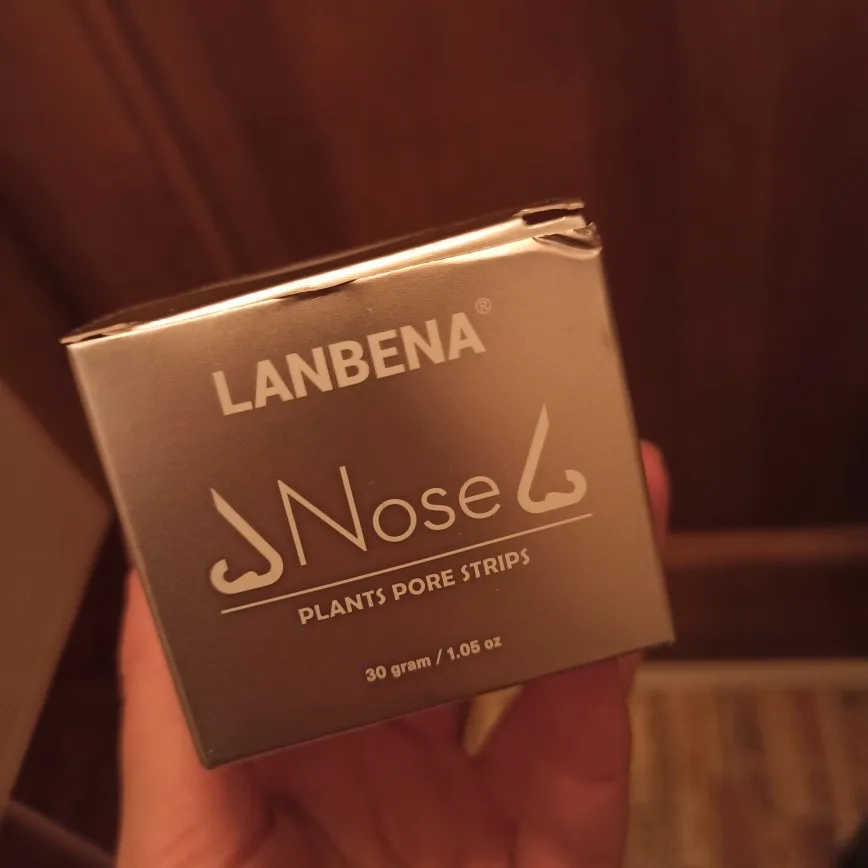 LANBENA®
Nose
PLANTS PORE STRIPS
30 gram / 1.05 oz